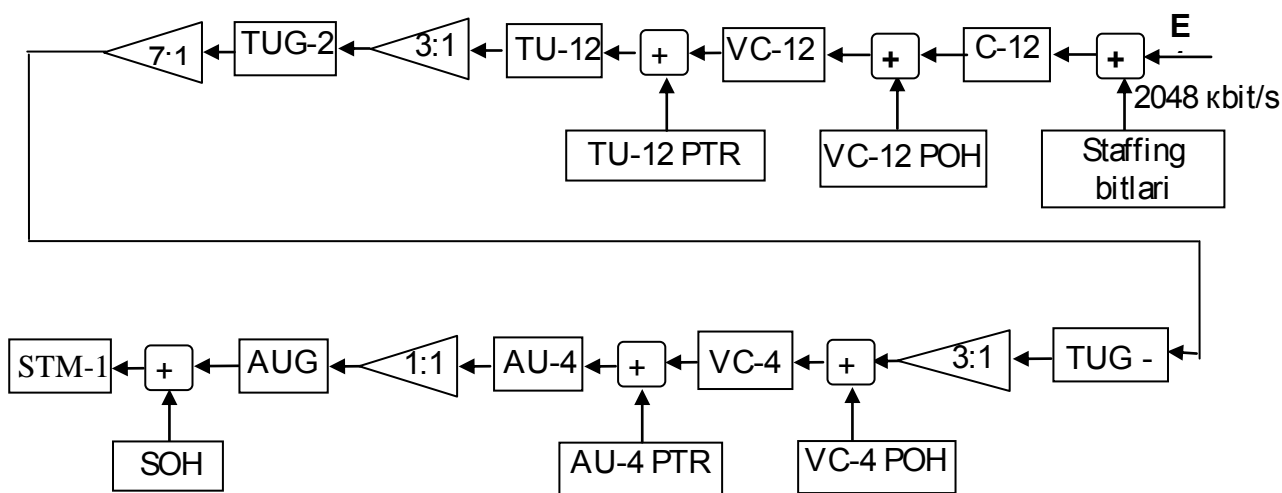 7:1
TUG-2
3:1
TU-12
+
VC-12
+
C-12
+
E
-
2048 кbit/s
TU-12 PTR
VC-12 POH
Staffing
bitlari
STM-1
+
AUG
1:1
AU-4
+
VC-4
+
3:1
TUG -
SOH
AU-4 PTR
VC-4 POH